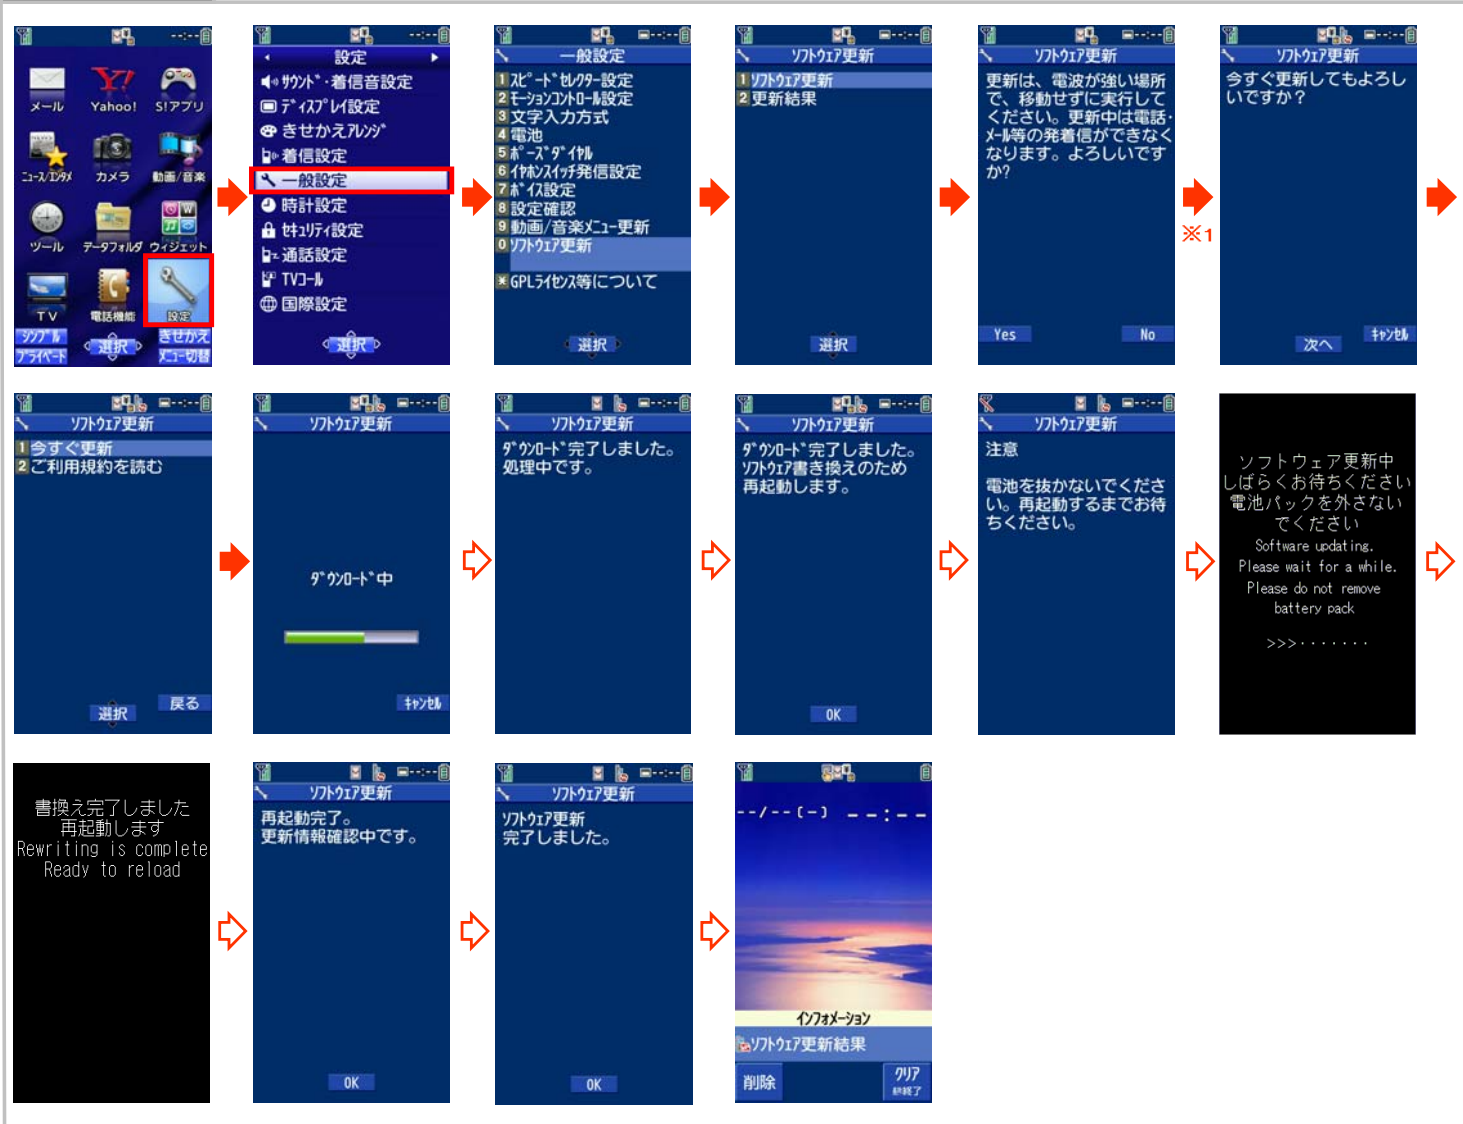 --:--
メール
Yahoo!
S!アプリ
ニュース/エンタメ
カメラ
動画/音楽
ツール
データフォルダ
ウィジェット
TV
電話機能
設定
シンプル
プライベート
選択
きせかえ
メニュー切替
--:--
設定
サウンド・着信音設定
ディスプレイ設定
きせかえアレンジ
着信設定
一般設定
時計設定
セキュリティ設定
通話設定
TVコール
国際設定
選択
--:--
一般設定
1 スピードセレクター設定
2 モーションコントロール設定
3 文字入力方式
4 電池
5 ポーズダイヤル
6 イヤホンスイッチ発信設定
7 ボイス設定
8 設定確認
9 動画/音楽メニュー更新
0 ソフトウェア更新
* GPLライセンス等について
選択
--:--
ソフトウェア更新
1 ソフトウェア更新
2 更新結果
選択
--:--
ソフトウェア更新
更新は、電波が強い場所
で、移動せずに実行して
ください。更新中は電話・
メール等の発着信ができなく
なります。よろしいです
か?
Yes
No
※1
--:--
ソフトウェア更新
今すぐ更新してもよろし
いですか？
次へ
キャンセル
--:--
ソフトウェア更新
1 今すぐ更新
2 ご利用規約を読む
選択
戻る
--:--
ソフトウェア更新
ダウンロード中
キャンセル
--:--
ソフトウェア更新
ダウンロード完了しました。
処理中です。
--:--
ソフトウェア更新
ダウンロード完了しました。
ソフトウェア書き換えのため
再起動します。
OK
--:--
ソフトウェア更新
注意
電池を抜かないでくださ
い。再起動するまでお待
ちください。
ソフトウェア更新中
しばらくお待ちください
電池パックを外さない
でください
Software updating.
Please wait for a while.
Please do not remove
battery pack
>>>・・・・・・・
書換え完了しました
再起動します
Rewriting is complete
Ready to reload
--:--
ソフトウェア更新
再起動完了。
更新情報確認中です。
OK
--:--
ソフトウェア更新
ソフトウェア更新
完了しました。
OK
--/--(-) --:--
インフォメーション
ソフトウェア更新結果
削除
クリア